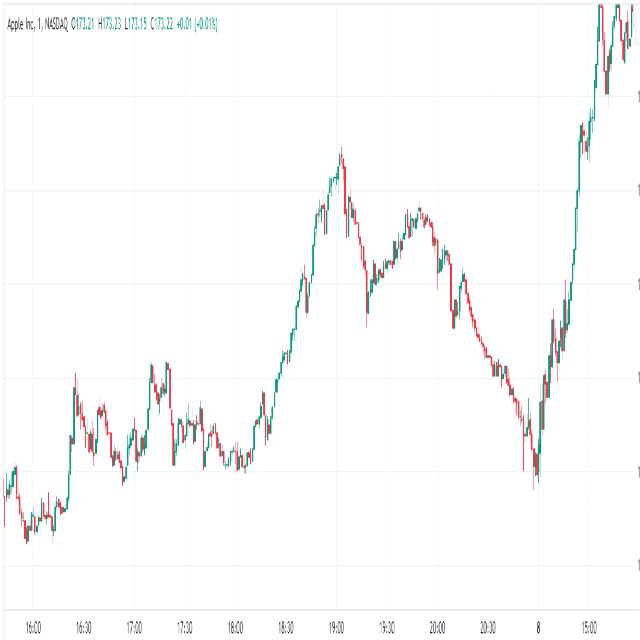 Apple Inc, 1, NASDAQ O173.21 H173.23 L173.15 C173.22 +0.01 (+0.01%)
16:00 16:30 17:00 17:30 18:00 18:30 19:00 19:30 20:00 20:30 8 15:00